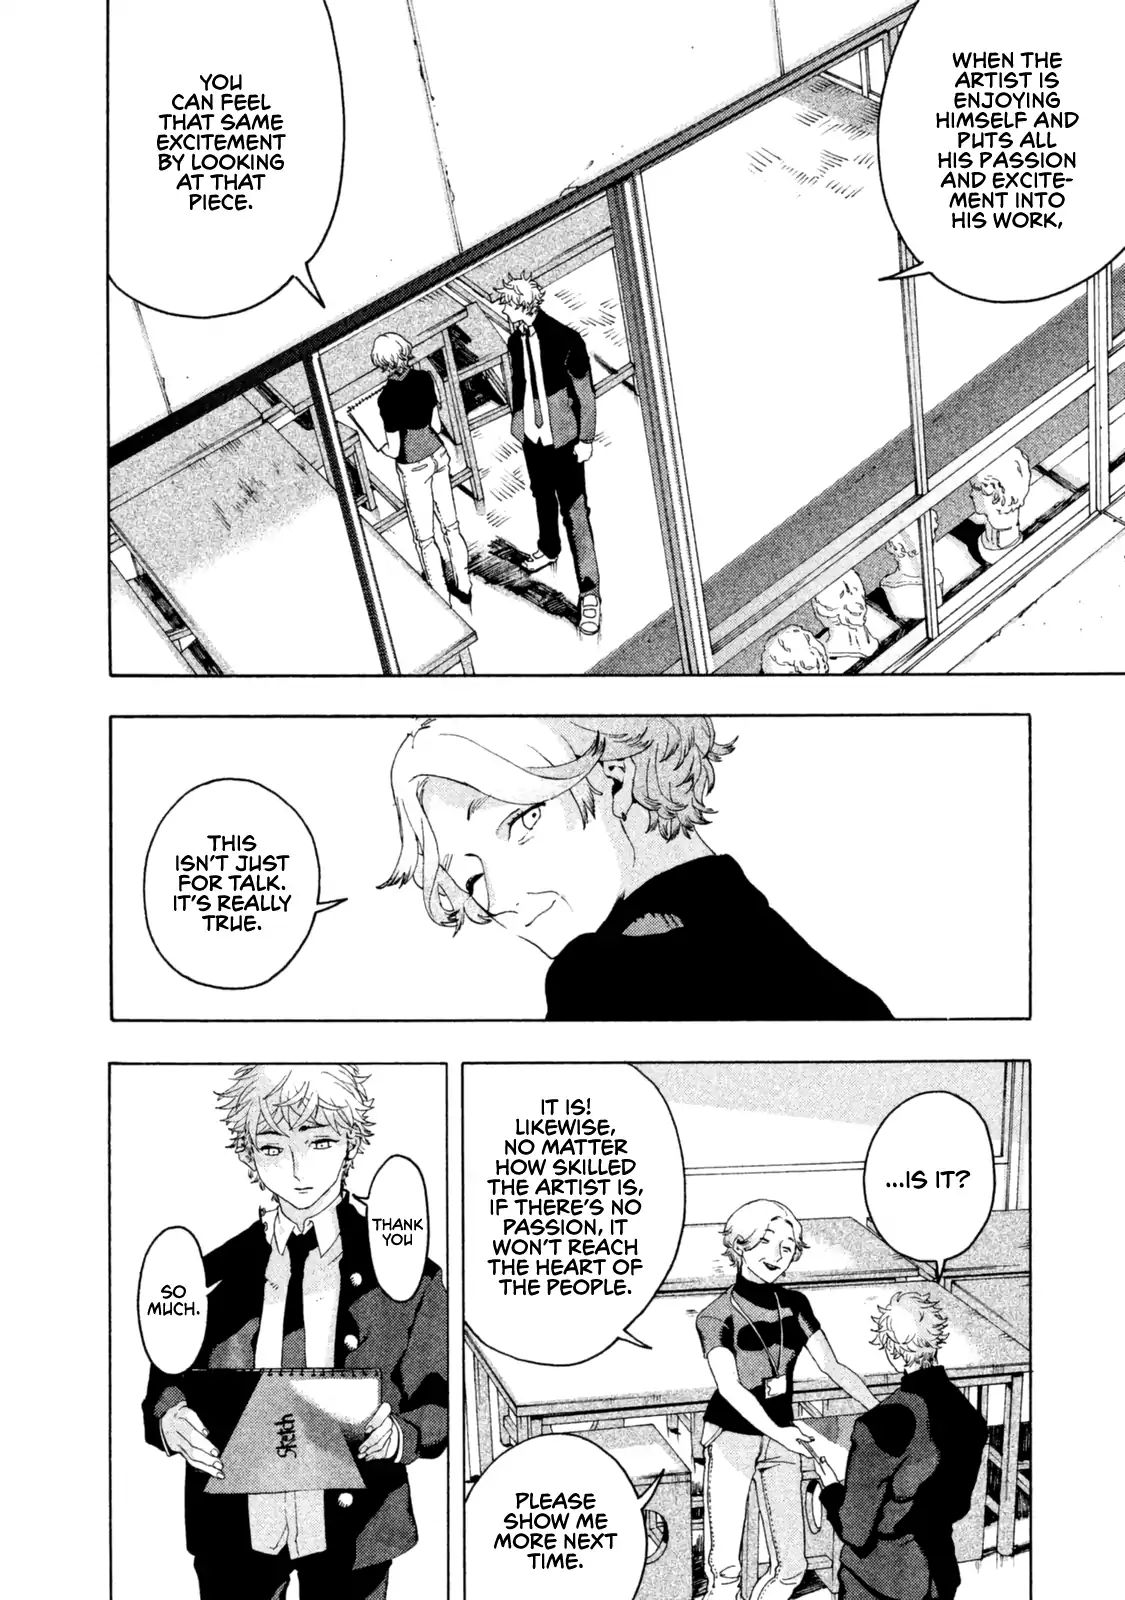 WHEN THE
ARTIST IS
ENJOYING
HIMSELF AND
PUTS ALL
HIS PASSION
AND EXCITE-
MENT INTO
HIS WORK,
YOU
CAN FEEL
THAT SAME
EXCITEMENT
BY LOOKING
AT THAT
PIECE.
THIS
ISN'T JUST
FOR TALK.
IT'S REALLY
TRUE.
...IS IT?
IT IS!
LIKEWISE,
NO MATTER
HOW SKILLED
THE ARTIST IS,
IF THERE'S NO
PASSION, IT
WON'T REACH
THE HEART OF
THE PEOPLE.
PLEASE
SHOW ME
MORE NEXT
TIME.
THANK
YOU
SO
MUCH.
Sketch